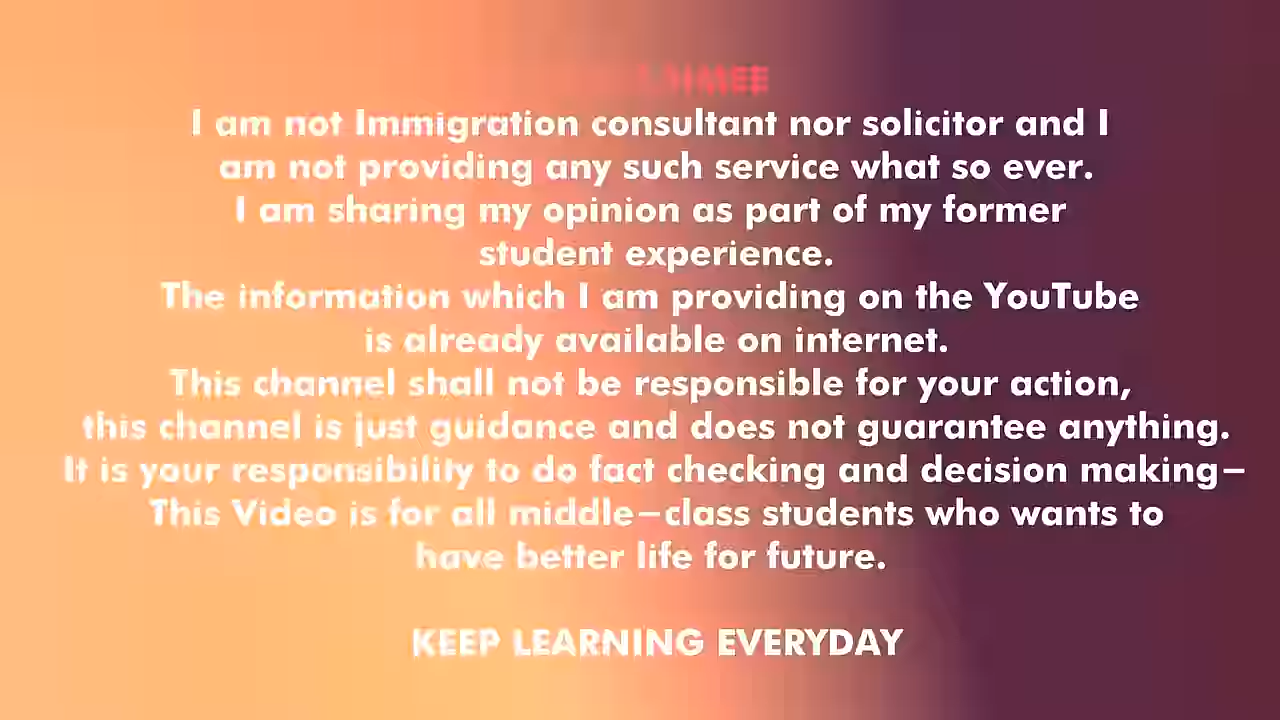 I am not Immigration consultant nor solicitor and I
am not providing any such service what so ever.
I am sharing my opinion as part of my former
student experience.
The information which I am providing on the YouTube
is already available on internet.
This channel shall not be responsible for your action,
this channel is just guidance and does not guarantee anything.
It is your responsibility to do fact checking and decision making–
This Video is for all middle–class students who wants to
have better life for future.
KEEP LEARNING EVERYDAY